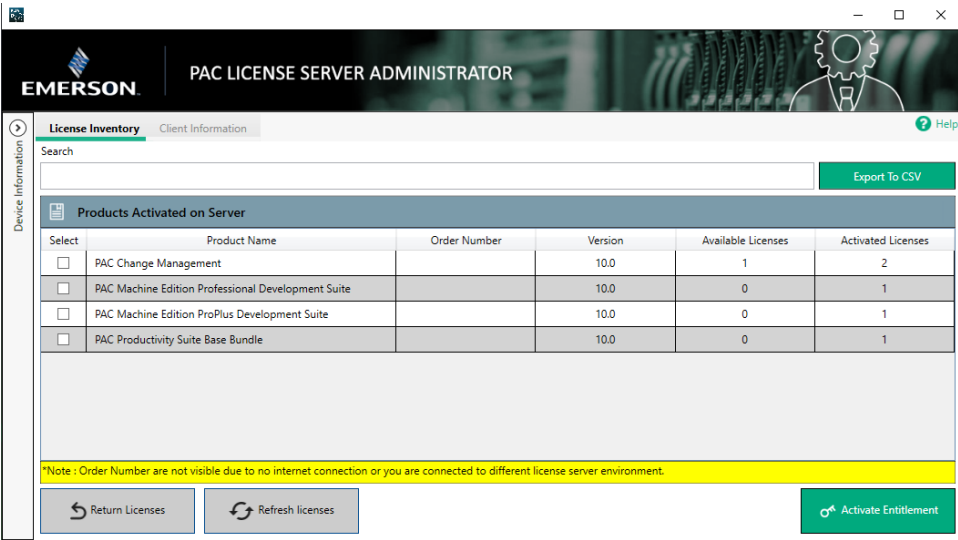 EMERSON
PAC LICENSE SERVER ADMINISTRATOR
License Inventory Client Information
Help
Device Information
Search
Export To CSV
Products Activated on Server
Select Product Name Order Number Version Available Licenses Activated Licenses
PAC Change Management 10.0 1 2
PAC Machine Edition Professional Development Suite 10.0 0 1
PAC Machine Edition ProPlus Development Suite 10.0 0 1
PAC Productivity Suite Base Bundle 10.0 0 1
*Note : Order Number are not visible due to no internet connection or you are connected to different license server environment.
Return Licenses Refresh licenses Activate Entitlement